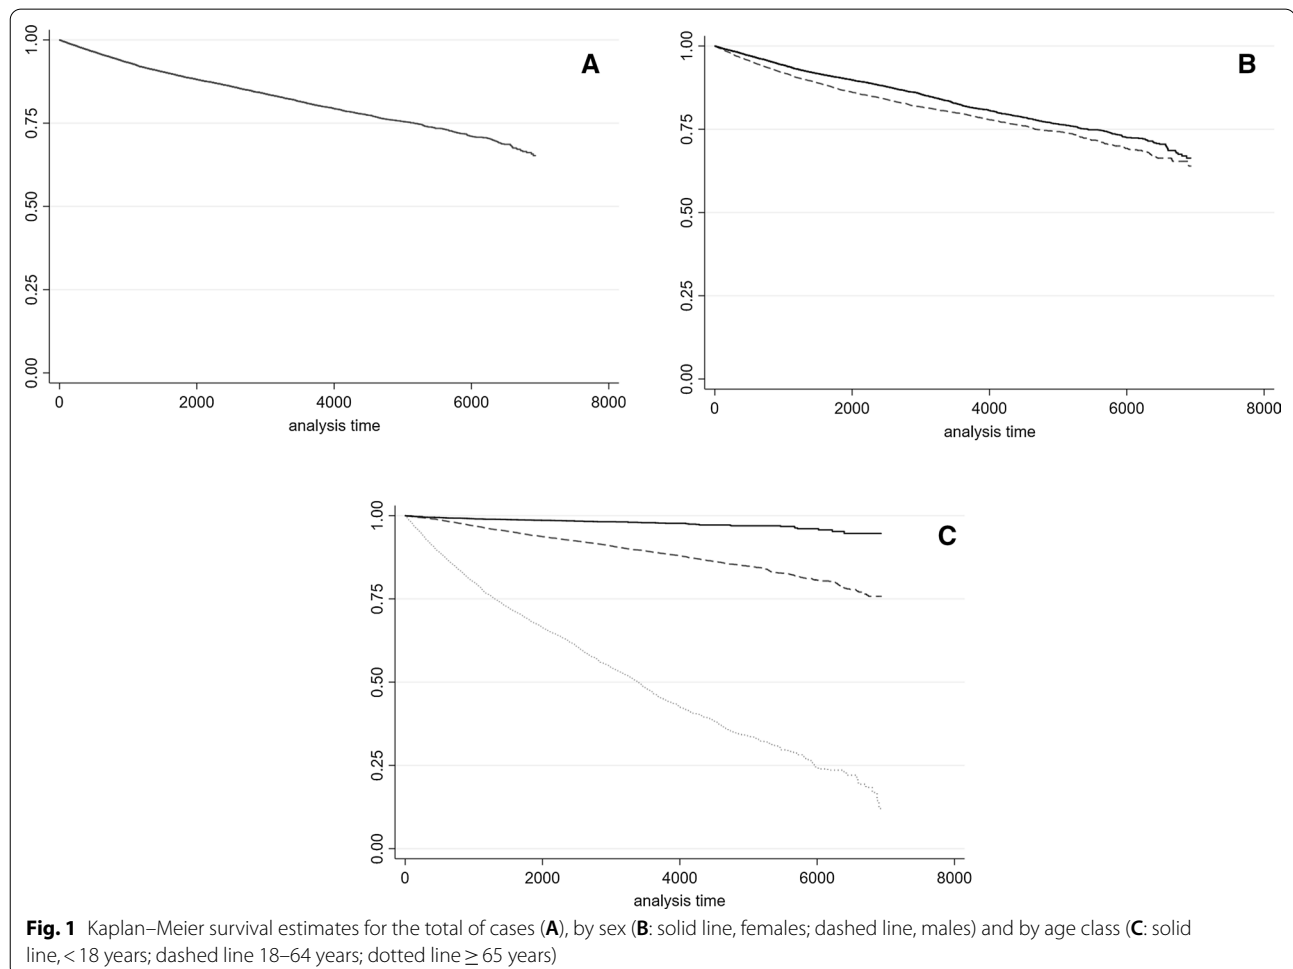 A
1.00
0.75
0.50
0.25
0.00
0 2000 4000 6000 8000
analysis time
B
1.00
0.75
0.50
0.25
0.00
0 2000 4000 6000 8000
analysis time
C
1.00
0.75
0.50
0.25
0.00
0 2000 4000 6000 8000
analysis time
Fig. 1 Kaplan–Meier survival estimates for the total of cases (A), by sex (B: solid line, females; dashed line, males) and by age class (C: solid
line, < 18 years; dashed line 18–64 years; dotted line ≥ 65 years)